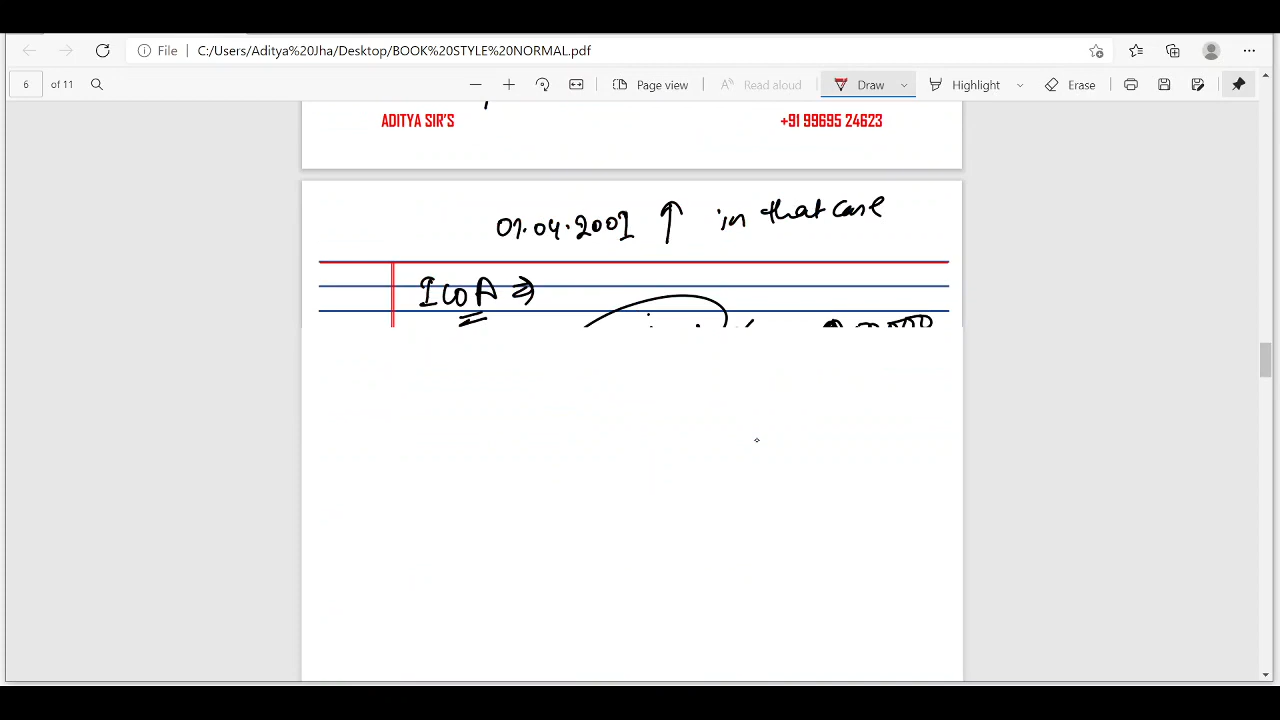 File C:/Users/Aditya%20Jha/Desktop/BOOK%20STYLE%20NORMAL.pdf
6 of 11 Page view Read aloud Draw Highlight Erase
ADITYA SIR'S +91 99695 24623
01.04.2001 ↑ in that case
ICOA ⇒